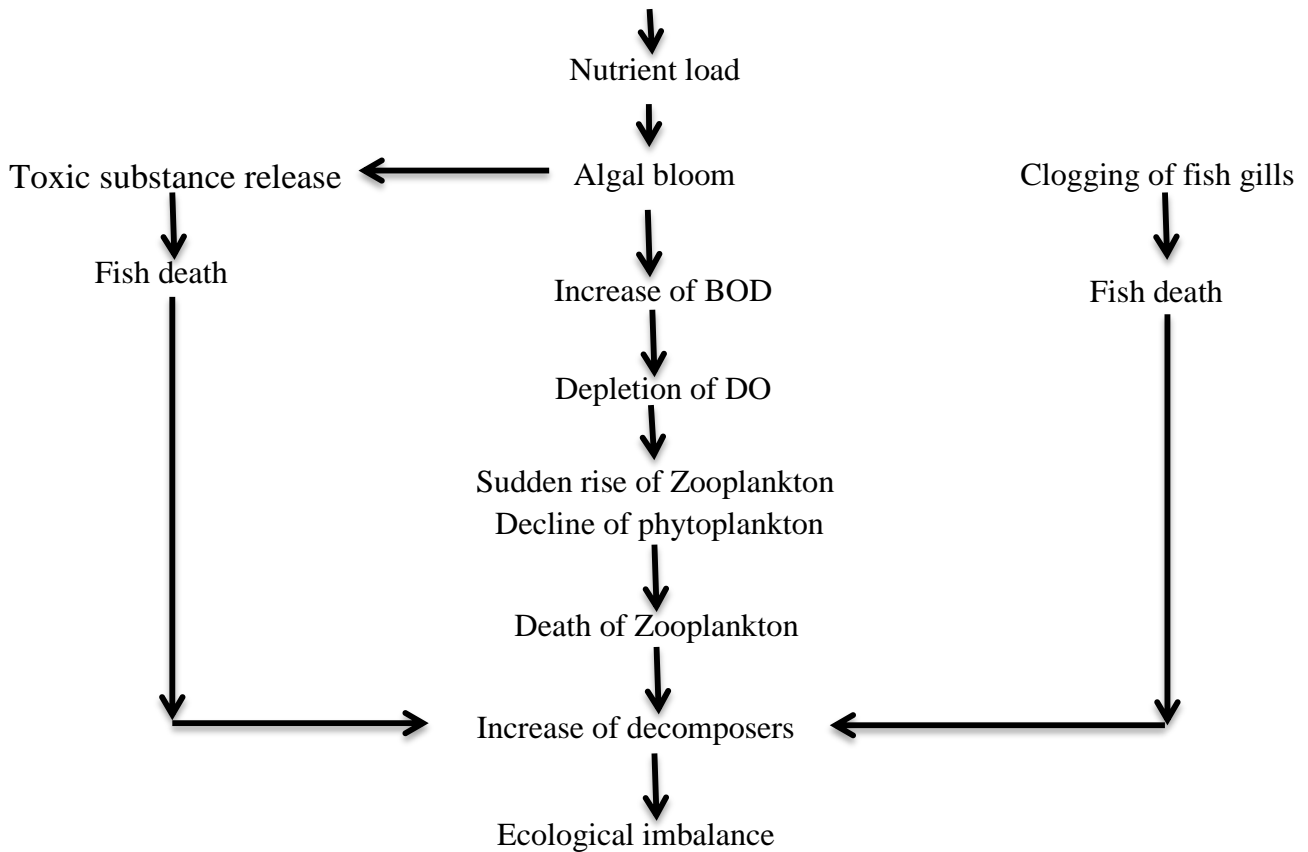 Nutrient load
Toxic substance release
Algal bloom
Clogging of fish gills
Fish death
Increase of BOD
Fish death
Depletion of DO
Sudden rise of Zooplankton
Decline of phytoplankton
Death of Zooplankton
Increase of decomposers
Ecological imbalance